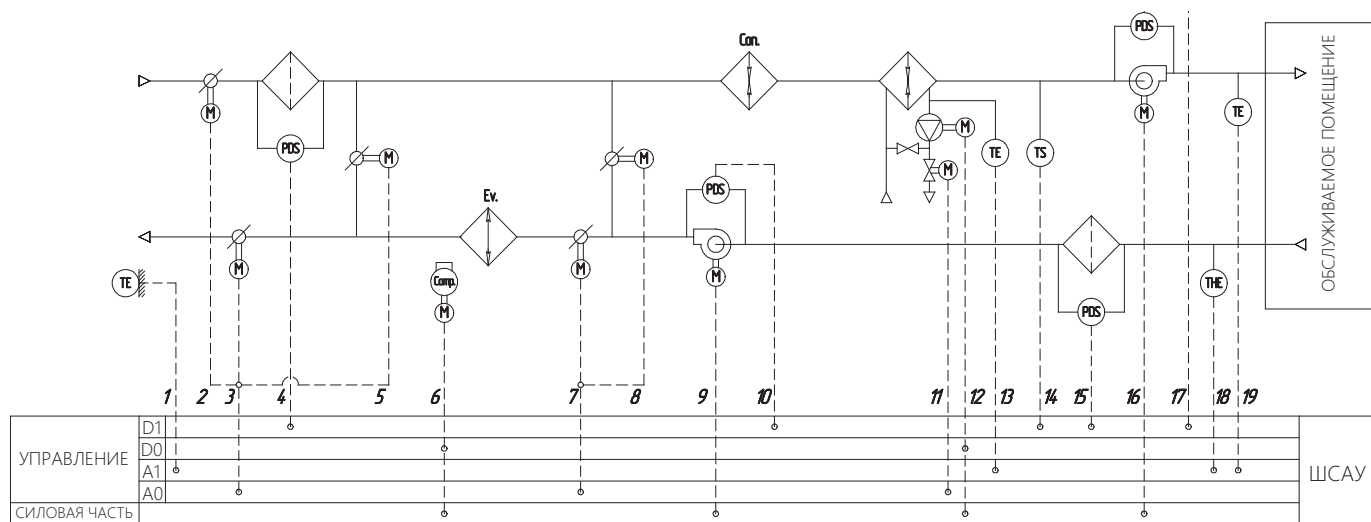 PDS
Con.
M
PDS
TE
M
M
M
TE
TS
PDS
M
M
M
PDS
Ev.
M
M
M
TE
Comp.
M
THE
PDS
ОБСЛУЖИВАЕМОЕ ПОМЕЩЕНИЕ
1 2 3 4 5 6 7 8 9 10 11 12 13 14 15 16 17 18 19
УПРАВЛЕНИЕ
D1
D0
A1
A0
СИЛОВАЯ ЧАСТЬ
ШСАУ